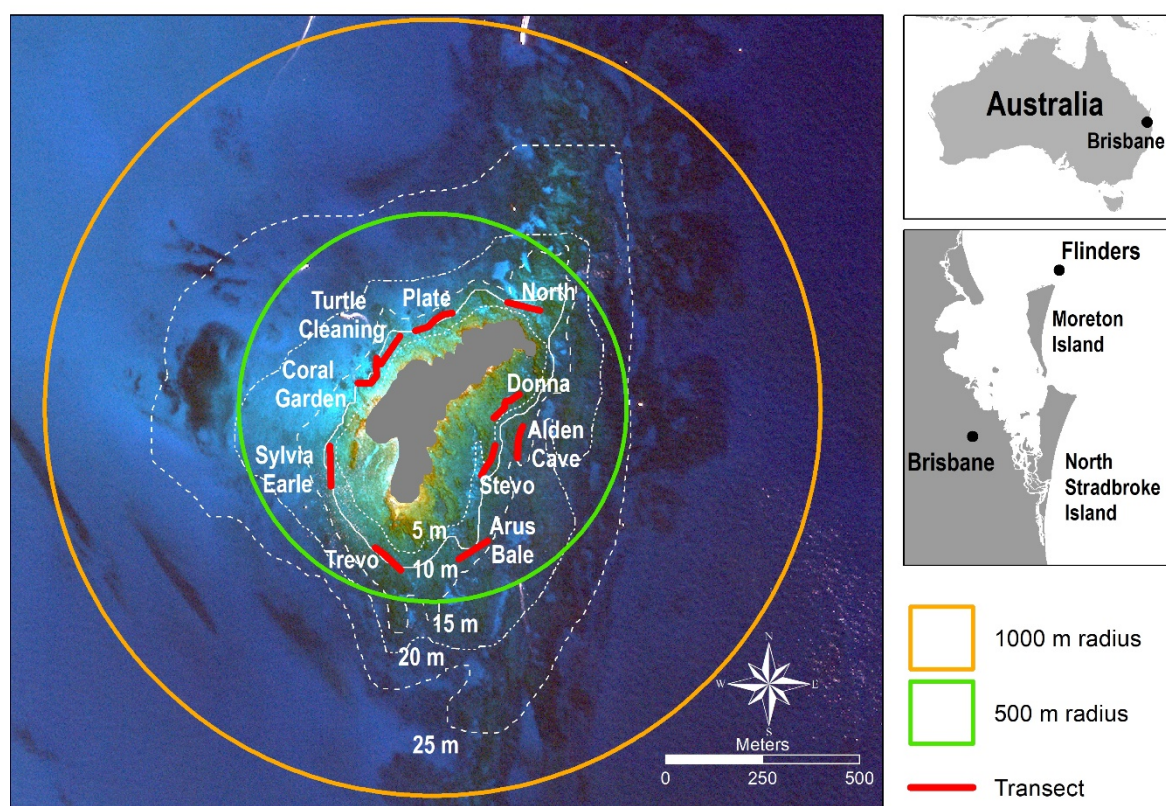 Turtle
Cleaning
Plate
North
Coral
Garden
Donna
Alden
Cave
Sylvia
Earle
Stevo
5 m
Arus
Bale
Trevo
10 m
15 m
20 m
25 m
N
W
E
S
Meters
0
250
500
Australia
Brisbane
Flinders
Moreton
Island
Brisbane
North
Stradbroke
Island
1000 m radius
500 m radius
Transect